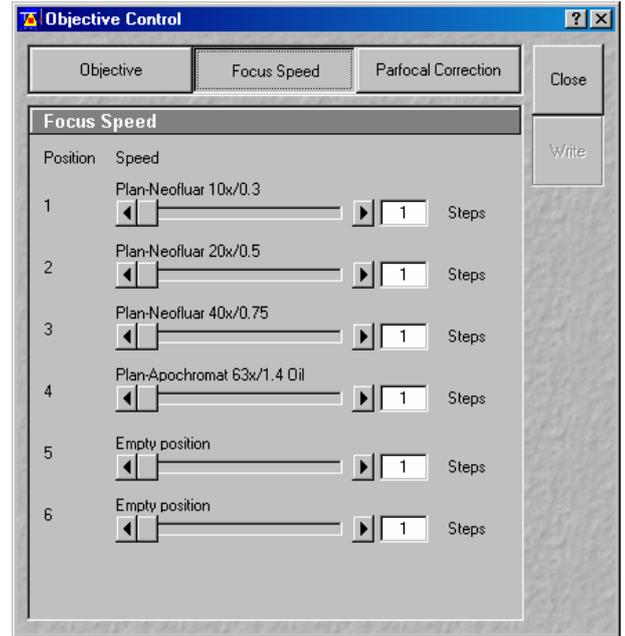 Objective Control
Objective Focus Speed Parfocal Correction Close
Focus Speed
Write
Position Speed
Plan-Neofluar 10x/0.3
1 1 Steps
Plan-Neofluar 20x/0.5
2 1 Steps
Plan-Neofluar 40x/0.75
3 1 Steps
Plan-Apochromat 63x/1.4 Oil
4 1 Steps
Empty position
5 1 Steps
Empty position
6 1 Steps